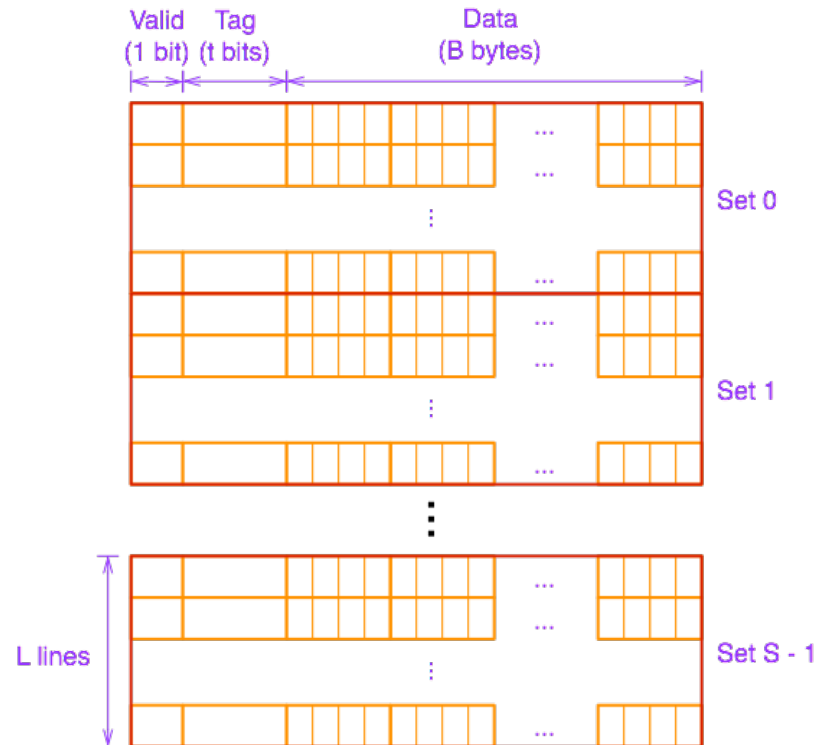 Valid
(1 bit)
Tag
(t bits)
Data
(B bytes)
...
...
Set 0
⋮
...
...
...
Set 1
⋮
...
⋮
...
...
L lines
Set S - 1
⋮
...